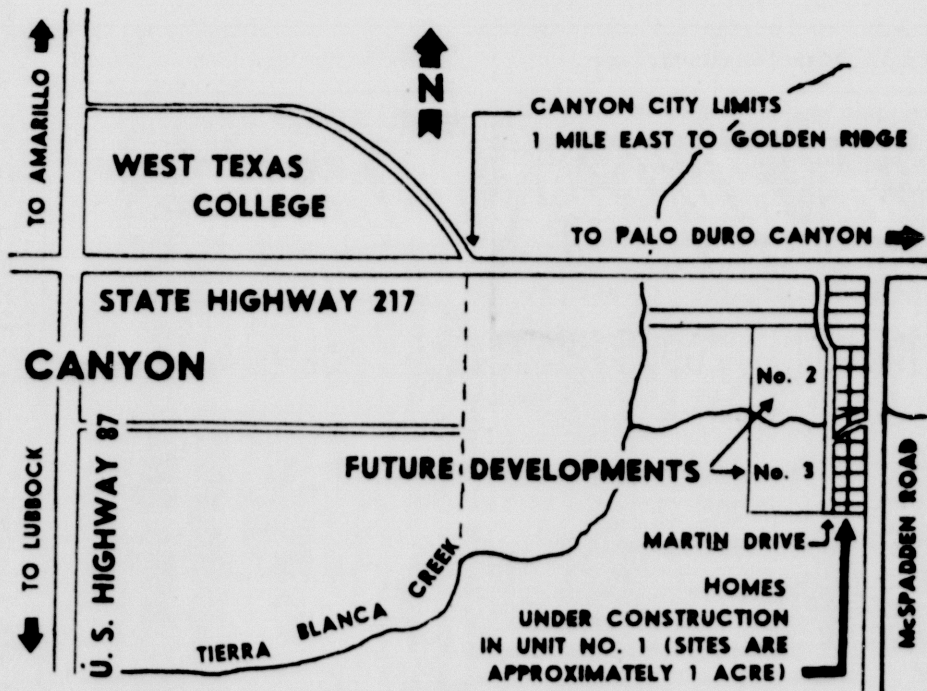 TO AMARILLO
N
CANYON CITY LIMITS
1 MILE EAST TO GOLDEN RIDGE
WEST TEXAS
COLLEGE
TO PALO DURO CANYON
STATE HIGHWAY 217
CANYON
No. 2
FUTURE DEVELOPMENTS
No. 3
TO LUBBOCK
U. S. HIGHWAY 87
MARTIN DRIVE
McSPADDEN ROAD
TIERRA BLANCA CREEK
HOMES
UNDER CONSTRUCTION
IN UNIT NO. 1 (SITES ARE
APPROXIMATELY 1 ACRE)